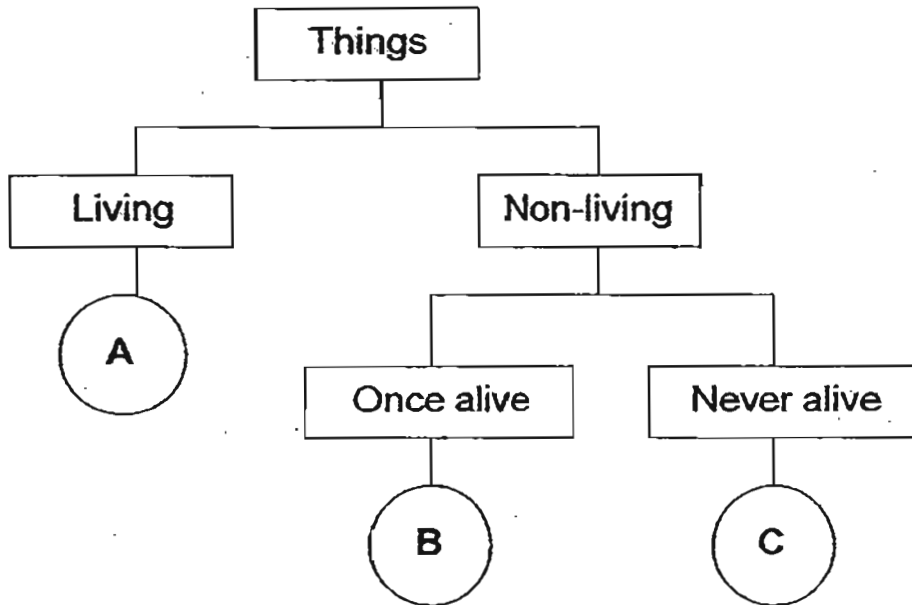 Things
Living
Non-living
A
Once alive
Never alive
B
C